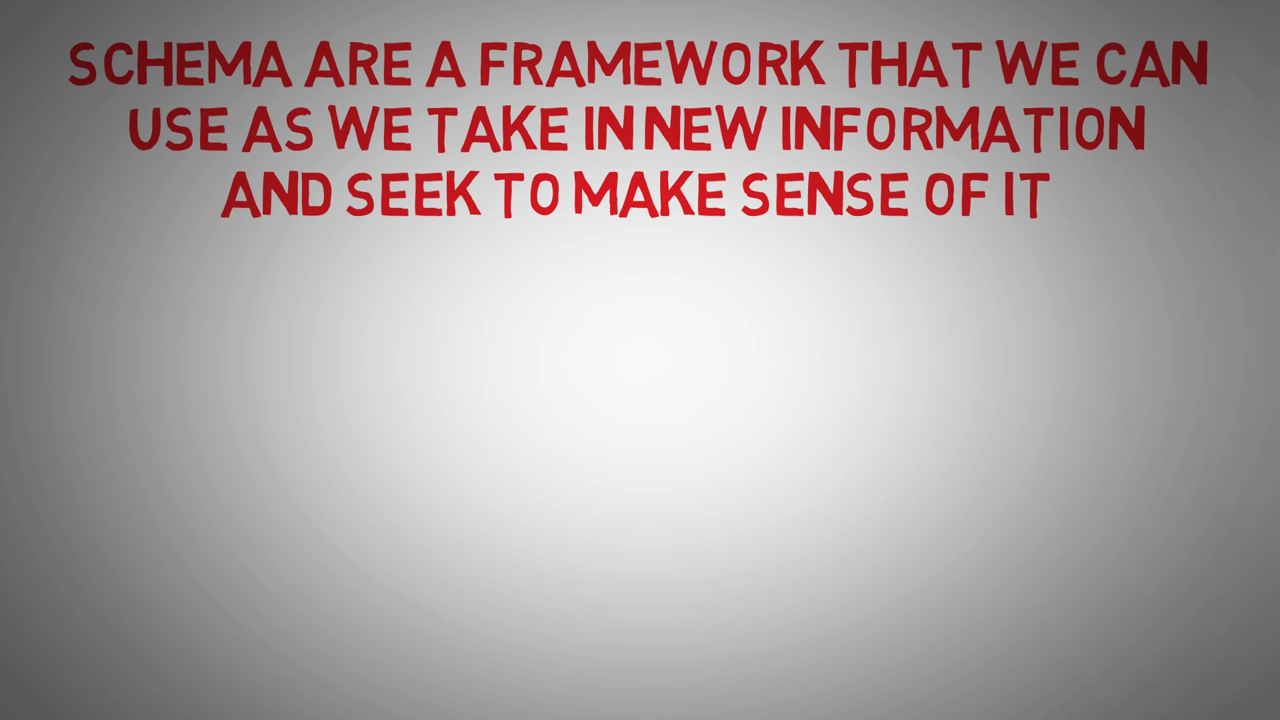 SCHEMA ARE A FRAMEWORK THAT WE CAN
USE AS WE TAKE IN NEW INFORMATION
AND SEEK TO MAKE SENSE OF IT